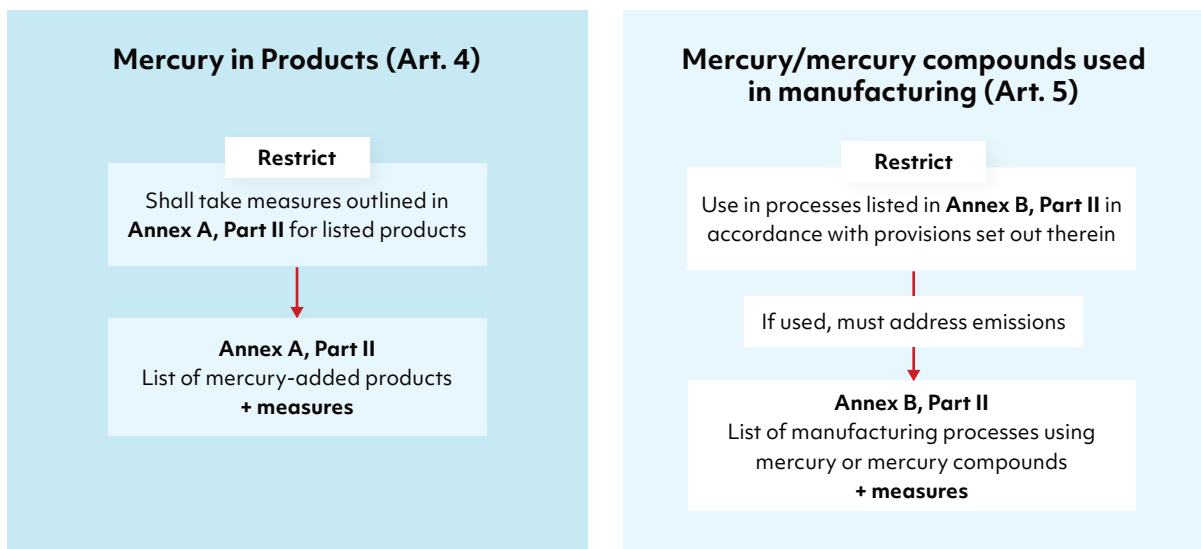 Mercury in Products (Art. 4)
Restrict
Shall take measures outlined in
Annex A, Part II for listed products
Annex A, Part II
List of mercury-added products
+ measures
Mercury/mercury compounds used
in manufacturing (Art. 5)
Restrict
Use in processes listed in Annex B, Part II in
accordance with provisions set out therein
If used, must address emissions
Annex B, Part II
List of manufacturing processes using
mercury or mercury compounds
+ measures